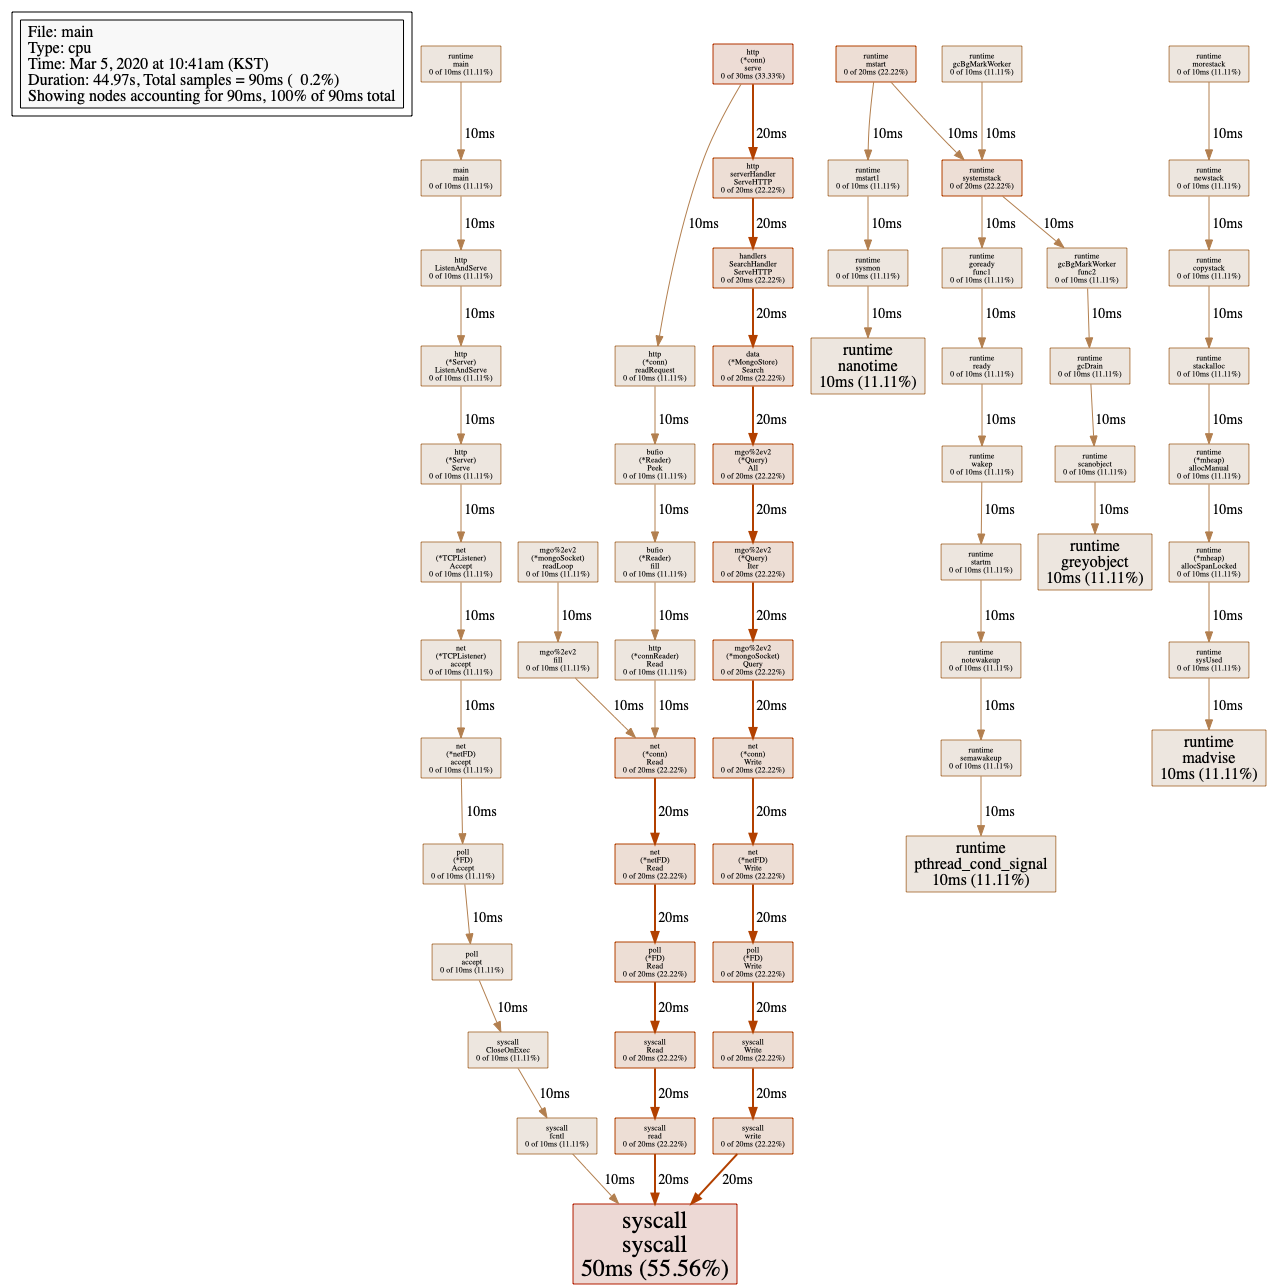 File: main
Type: cpu
Time: Mar 5, 2020 at 10:41am (KST)
Duration: 44.97s, Total samples = 90ms ( 0.2%)
Showing nodes accounting for 90ms, 100% of 90ms total
runtime
main
0 of 10ms (11.11%)
http
(*conn)
serve
0 of 30ms (33.33%)
runtime
mstart
0 of 20ms (22.22%)
runtime
gcBgMarkWorker
0 of 10ms (11.11%)
runtime
morestack
0 of 10ms (11.11%)
10ms
20ms
10ms
10ms
10ms
10ms
main
main
0 of 10ms (11.11%)
http
serverHandler
ServeHTTP
0 of 20ms (22.22%)
runtime
mstart1
0 of 10ms (11.11%)
runtime
systemstack
0 of 20ms (22.22%)
runtime
newstack
0 of 10ms (11.11%)
10ms
10ms
20ms
10ms
10ms
10ms
10ms
http
ListenAndServe
0 of 10ms (11.11%)
handlers
SearchHandler
ServeHTTP
0 of 20ms (22.22%)
runtime
sysmon
0 of 10ms (11.11%)
runtime
goready
func1
0 of 10ms (11.11%)
runtime
gcBgMarkWorker
func2
0 of 10ms (11.11%)
runtime
copystack
0 of 10ms (11.11%)
10ms
20ms
10ms
10ms
10ms
10ms
http
(*Server)
ListenAndServe
0 of 10ms (11.11%)
http
(*conn)
readRequest
0 of 10ms (11.11%)
data
(*MongoStore)
Search
0 of 20ms (22.22%)
runtime
nanotime
10ms (11.11%)
runtime
ready
0 of 10ms (11.11%)
runtime
gcDrain
0 of 10ms (11.11%)
runtime
stackalloc
0 of 10ms (11.11%)
10ms
10ms
20ms
10ms
10ms
10ms
http
(*Server)
Serve
0 of 10ms (11.11%)
bufio
(*Reader)
Peek
0 of 10ms (11.11%)
mgo%2ev2
(*Query)
All
0 of 20ms (22.22%)
runtime
wakep
0 of 10ms (11.11%)
runtime
scanobject
0 of 10ms (11.11%)
runtime
(*mheap)
allocManual
0 of 10ms (11.11%)
10ms
10ms
20ms
10ms
10ms
10ms
net
(*TCPListener)
Accept
0 of 10ms (11.11%)
mgo%2ev2
(*mongoSocket)
readLoop
0 of 10ms (11.11%)
bufio
(*Reader)
fill
0 of 10ms (11.11%)
mgo%2ev2
(*Query)
Iter
0 of 20ms (22.22%)
runtime
startm
0 of 10ms (11.11%)
runtime
greyobject
10ms (11.11%)
runtime
(*mheap)
allocSpanLocked
0 of 10ms (11.11%)
10ms
10ms
10ms
20ms
10ms
10ms
net
(*TCPListener)
accept
0 of 10ms (11.11%)
mgo%2ev2
fill
0 of 10ms (11.11%)
http
(*connReader)
Read
0 of 10ms (11.11%)
mgo%2ev2
(*mongoSocket)
Query
0 of 20ms (22.22%)
runtime
notewakeup
0 of 10ms (11.11%)
runtime
sysUsed
0 of 10ms (11.11%)
10ms
10ms
10ms
20ms
10ms
10ms
net
(*netFD)
accept
0 of 10ms (11.11%)
net
(*conn)
Read
0 of 20ms (22.22%)
net
(*conn)
Write
0 of 20ms (22.22%)
runtime
semawakeup
0 of 10ms (11.11%)
runtime
madvise
10ms (11.11%)
10ms
20ms
20ms
10ms
poll
(*FD)
Accept
0 of 10ms (11.11%)
net
(*netFD)
Read
0 of 20ms (22.22%)
net
(*netFD)
Write
0 of 20ms (22.22%)
runtime
pthread_cond_signal
10ms (11.11%)
10ms
20ms
20ms
poll
accept
0 of 10ms (11.11%)
poll
(*FD)
Read
0 of 20ms (22.22%)
poll
(*FD)
Write
0 of 20ms (22.22%)
10ms
20ms
20ms
syscall
CloseOnExec
0 of 10ms (11.11%)
syscall
Read
0 of 20ms (22.22%)
syscall
Write
0 of 20ms (22.22%)
10ms
20ms
20ms
syscall
fcntl
0 of 10ms (11.11%)
syscall
read
0 of 20ms (22.22%)
syscall
write
0 of 20ms (22.22%)
10ms
20ms
20ms
syscall
syscall
50ms (55.56%)